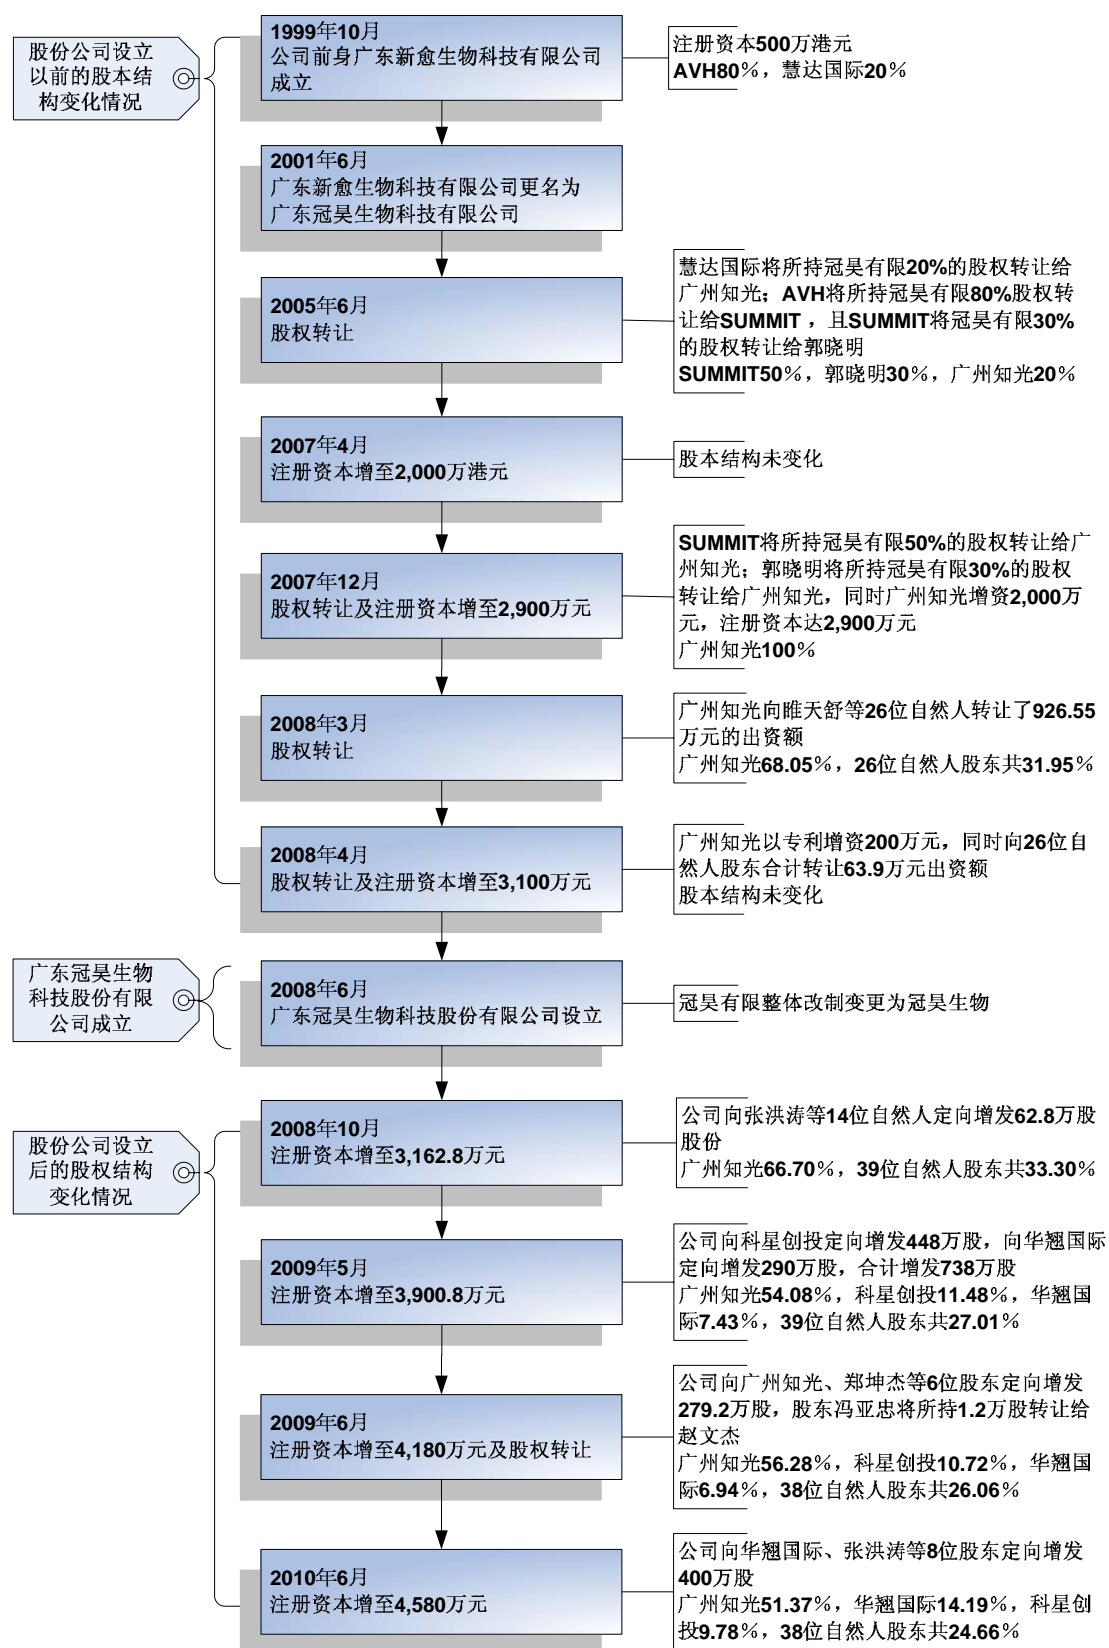 股份公司设立
以前的股本结
构变化情况
1999年10月
公司前身广东新愈生物科技有限公司
成立
注册资本500万港元
AVH80%，慧达国际20%
2001年6月
广东新愈生物科技有限公司更名为
广东冠昊生物科技有限公司
2005年6月
股权转让
慧达国际将所持冠昊有限20%的股权转让给
广州知光；AVH将所持冠昊有限80%股权转
让给SUMMIT，且SUMMIT将冠昊有限30%
的股权转让给郭晓明
SUMMIT50%，郭晓明30%，广州知光20%
2007年4月
注册资本增至2,000万港元
股本结构未变化
2007年12月
股权转让及注册资本增至2,900万元
SUMMIT将所持冠昊有限50%的股权转让给广
州知光；郭晓明将所持冠昊有限30%的股权
转让给广州知光，同时广州知光增资2,000万
元，注册资本达2,900万元
广州知光100%
2008年3月
股权转让
广州知光向睢天舒等26位自然人转让了926.55
万元的出资额
广州知光68.05%，26位自然人股东共31.95%
2008年4月
股权转让及注册资本增至3,100万元
广州知光以专利增资200万元，同时向26位自
然人股东合计转让63.9万元出资额
股本结构未变化
广东冠昊生物
科技股份有限
公司成立
2008年6月
广东冠昊生物科技股份有限公司设立
冠昊有限整体改制变更为冠昊生物
股份公司设立
后的股权结构
变化情况
2008年10月
注册资本增至3,162.8万元
公司向张洪涛等14位自然人定向增发62.8万股
股份
广州知光66.70%，39位自然人股东共33.30%
2009年5月
注册资本增至3,900.8万元
公司向科星创投定向增发448万股，向华翘国际
定向增发290万股，合计增发738万股
广州知光54.08%，科星创投11.48%，华翘国
际7.43%，39位自然人股东共27.01%
2009年6月
注册资本增至4,180万元及股权转让
公司向广州知光、郑坤杰等6位股东定向增发
279.2万股，股东冯亚忠将所持1.2万股转让给
赵文杰
广州知光56.28%，科星创投10.72%，华翘国
际6.94%，38位自然人股东共26.06%
2010年6月
注册资本增至4,580万元
公司向华翘国际、张洪涛等8位股东定向增发
400万股
广州知光51.37%，华翘国际14.19%，科星创
投9.78%，38位自然人股东共24.66%